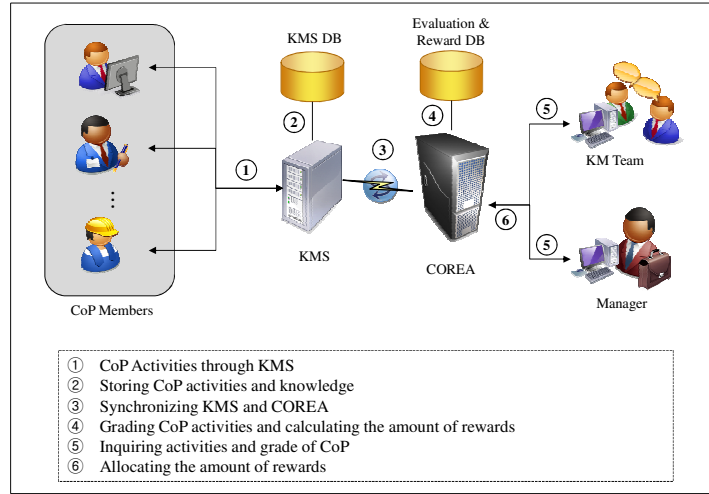 KMS DB
Evaluation &
Reward DB
②
④
⑤
③
KM Team
①
⑥
KMS
COREA
⑤
CoP Members
Manager
① CoP Activities through KMS
② Storing CoP activities and knowledge
③ Synchronizing KMS and COREA
④ Grading CoP activities and calculating the amount of rewards
⑤ Inquiring activities and grade of CoP
⑥ Allocating the amount of rewards